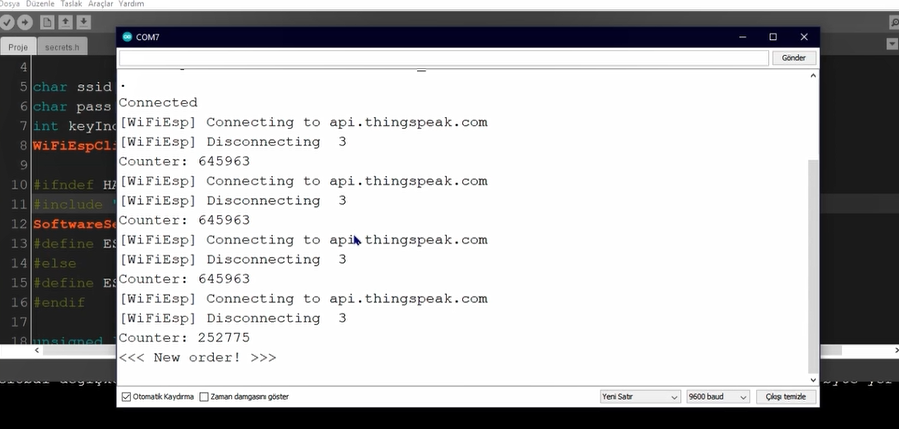 Dosya Düzenle Taslak Araçlar Yardım
Proje secrets.h
COM7
Gönder
4
5 char ssid
6 char pass
7 int keyInd
8 WiFiEspCli
9
10 #ifndef HA
11 #include
12 SoftwareSe
13 #define ES
14 #else
15 #define ES
16 #endif
17
18 unsigned
.
Connected
[WiFiEsp] Connecting to api.thingspeak.com
[WiFiEsp] Disconnecting 3
Counter: 645963
[WiFiEsp] Connecting to api.thingspeak.com
[WiFiEsp] Disconnecting 3
Counter: 645963
[WiFiEsp] Connecting to api.thingspeak.com
[WiFiEsp] Disconnecting 3
Counter: 645963
[WiFiEsp] Connecting to api.thingspeak.com
[WiFiEsp] Disconnecting 3
Counter: 252775
<<< New order! >>>
Otomatik Kaydırma Zaman damgasını göster Yeni Satır 9600 baud Çıkışı temizle